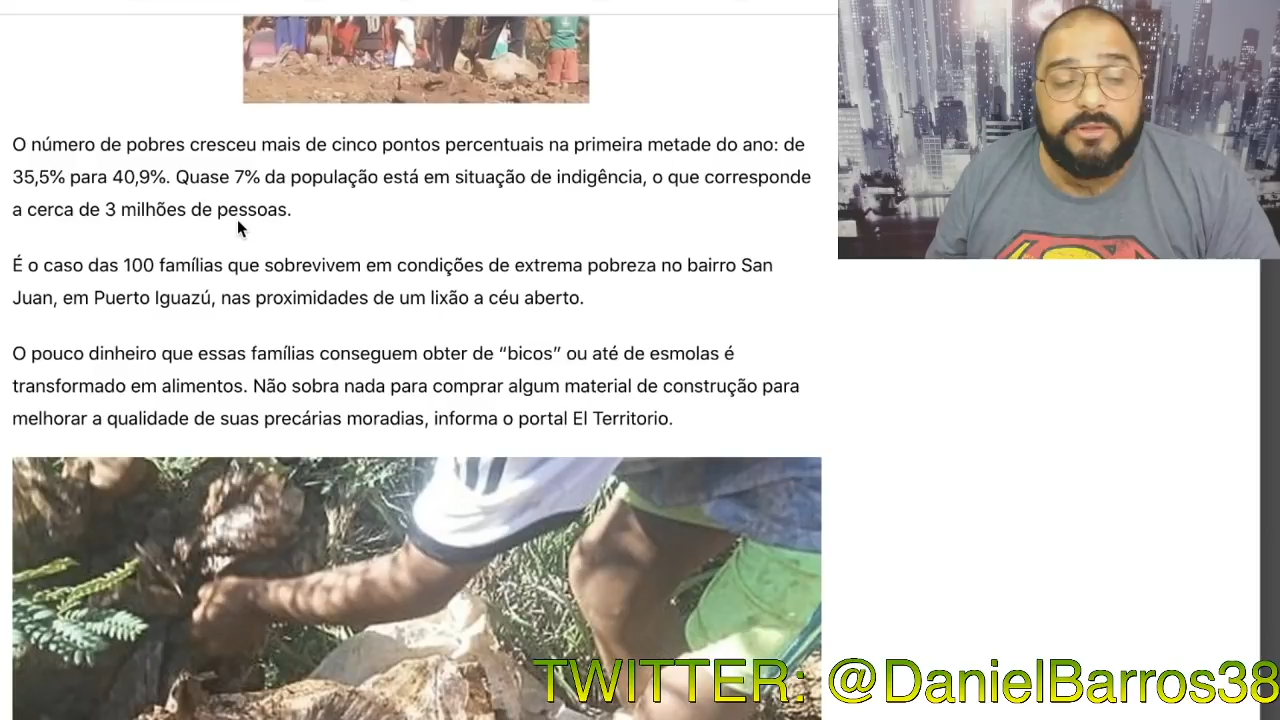 O número de pobres cresceu mais de cinco pontos percentuais na primeira metade do ano: de
35,5% para 40,9%. Quase 7% da população está em situação de indigência, o que corresponde
a cerca de 3 milhões de pessoas.
É o caso das 100 famílias que sobrevivem em condições de extrema pobreza no bairro San
Juan, em Puerto Iguazú, nas proximidades de um lixão a céu aberto.
O pouco dinheiro que essas famílias conseguem obter de “bicos” ou até de esmolas é
transformado em alimentos. Não sobra nada para comprar algum material de construção para
melhorar a qualidade de suas precárias moradias, informa o portal El Territorio.
TWITTER: @DanielBarros38